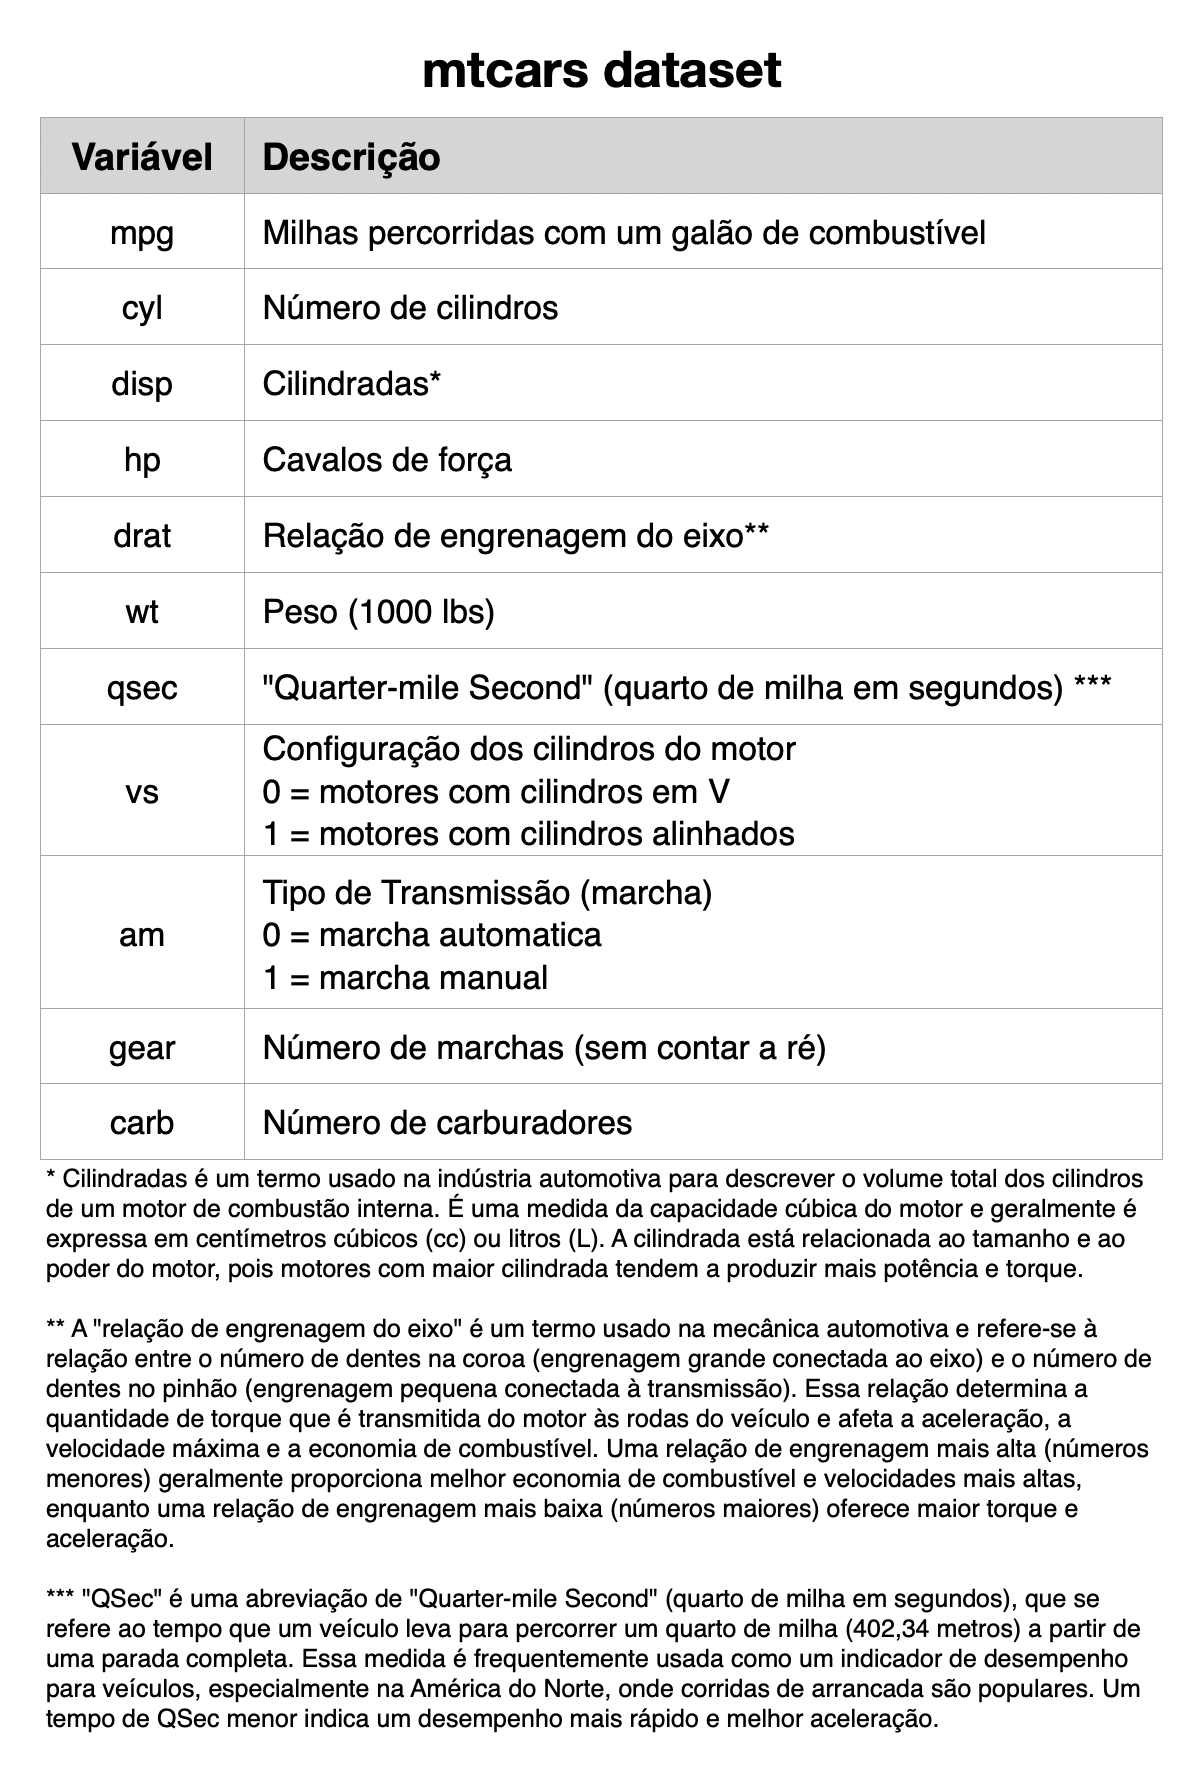 mtcars dataset
Variável Descrição
mpg Milhas percorridas com um galão de combustível
cyl Número de cilindros
disp Cilindradas*
hp Cavalos de força
drat Relação de engrenagem do eixo**
wt Peso (1000 lbs)
qsec "Quarter-mile Second" (quarto de milha em segundos) ***
vs Configuração dos cilindros do motor
0 = motores com cilindros em V
1 = motores com cilindros alinhados
am Tipo de Transmissão (marcha)
0 = marcha automatica
1 = marcha manual
gear Número de marchas (sem contar a ré)
carb Número de carburadores
* Cilindradas é um termo usado na indústria automotiva para descrever o volume total dos cilindros
de um motor de combustão interna. É uma medida da capacidade cúbica do motor e geralmente é
expressa em centímetros cúbicos (cc) ou litros (L). A cilindrada está relacionada ao tamanho e ao
poder do motor, pois motores com maior cilindrada tendem a produzir mais potência e torque.
** A "relação de engrenagem do eixo" é um termo usado na mecânica automotiva e refere-se à
relação entre o número de dentes na coroa (engrenagem grande conectada ao eixo) e o número de
dentes no pinhão (engrenagem pequena conectada à transmissão). Essa relação determina a
quantidade de torque que é transmitida do motor às rodas do veículo e afeta a aceleração, a
velocidade máxima e a economia de combustível. Uma relação de engrenagem mais alta (números
menores) geralmente proporciona melhor economia de combustível e velocidades mais altas,
enquanto uma relação de engrenagem mais baixa (números maiores) oferece maior torque e
aceleração.
*** "QSec" é uma abreviação de "Quarter-mile Second" (quarto de milha em segundos), que se
refere ao tempo que um veículo leva para percorrer um quarto de milha (402,34 metros) a partir de
uma parada completa. Essa medida é frequentemente usada como um indicador de desempenho
para veículos, especialmente na América do Norte, onde corridas de arrancada são populares. Um
tempo de QSec menor indica um desempenho mais rápido e melhor aceleração.